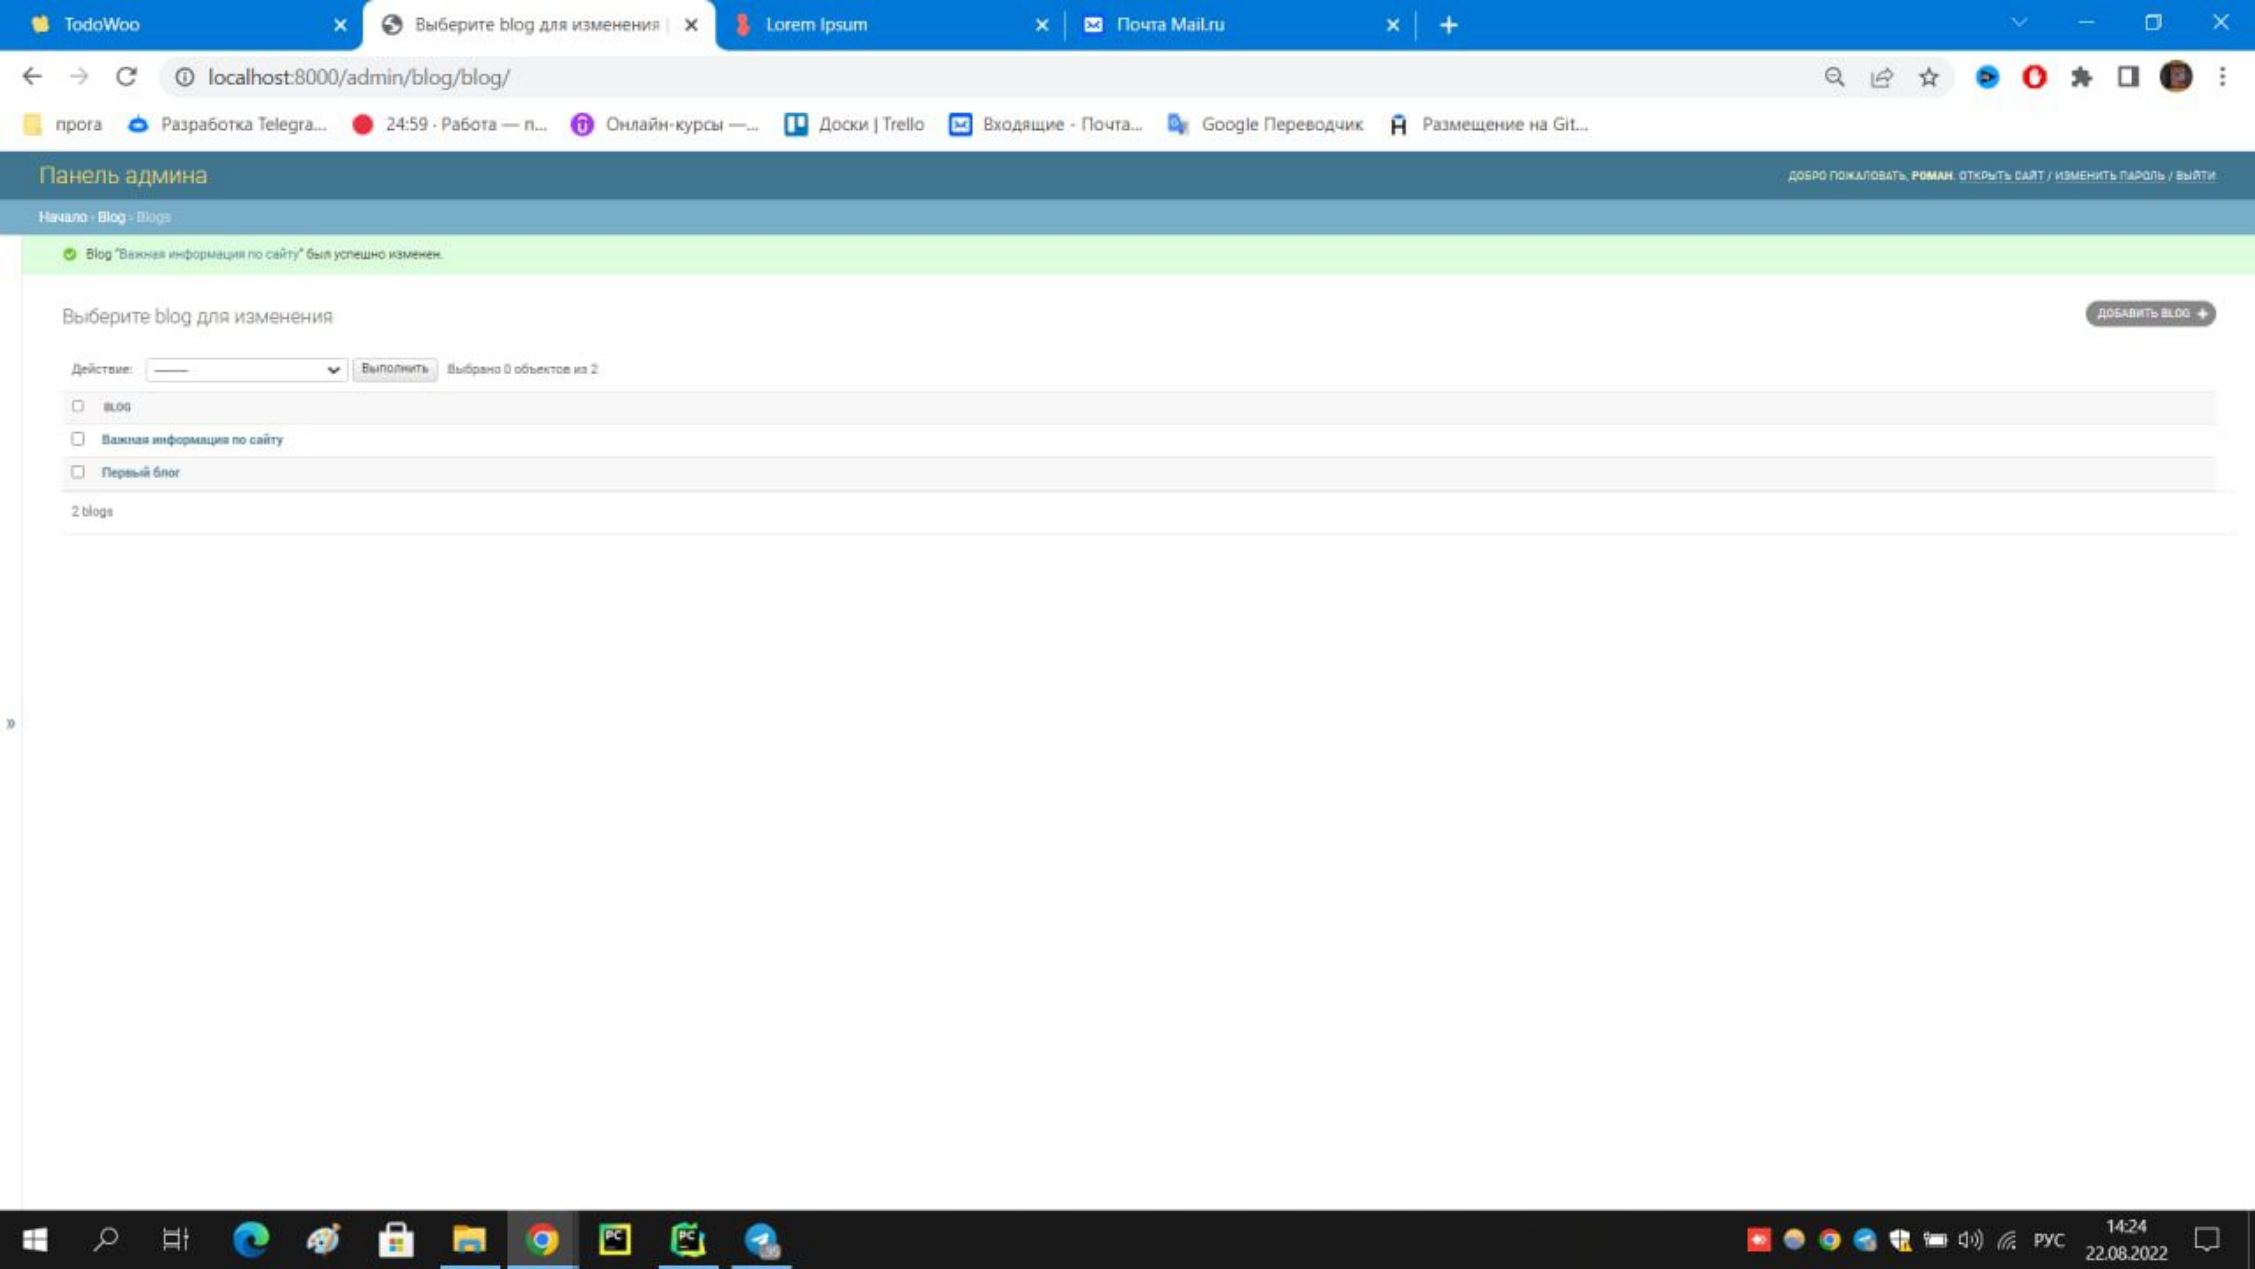 TodoWoo
Выберите blog для изменения
Lorem Ipsum
Почта Mail.ru
localhost:8000/admin/blog/blog/
прога
Разработка Telegra...
24:59 - Работа — п...
Онлайн-курсы —...
Доски | Trello
Входящие - Почта...
Google Переводчик
Размещение на Git...
Панель админа
ДОБРО ПОЖАЛОВАТЬ, РОМАН. ОТКРЫТЬ САЙТ / ИЗМЕНИТЬ ПАРОЛЬ / ВЫЙТИ
Начало › Blog › Blogs
Blog "Важная информация по сайту" был успешно изменен.
Выберите blog для изменения
ДОБАВИТЬ BLOG +
Действие: ---------
Выполнить
Выбрано 0 объектов из 2
BLOG
Важная информация по сайту
Первый блог
2 blogs
»
PC
PC
РУС
14:24
22.08.2022